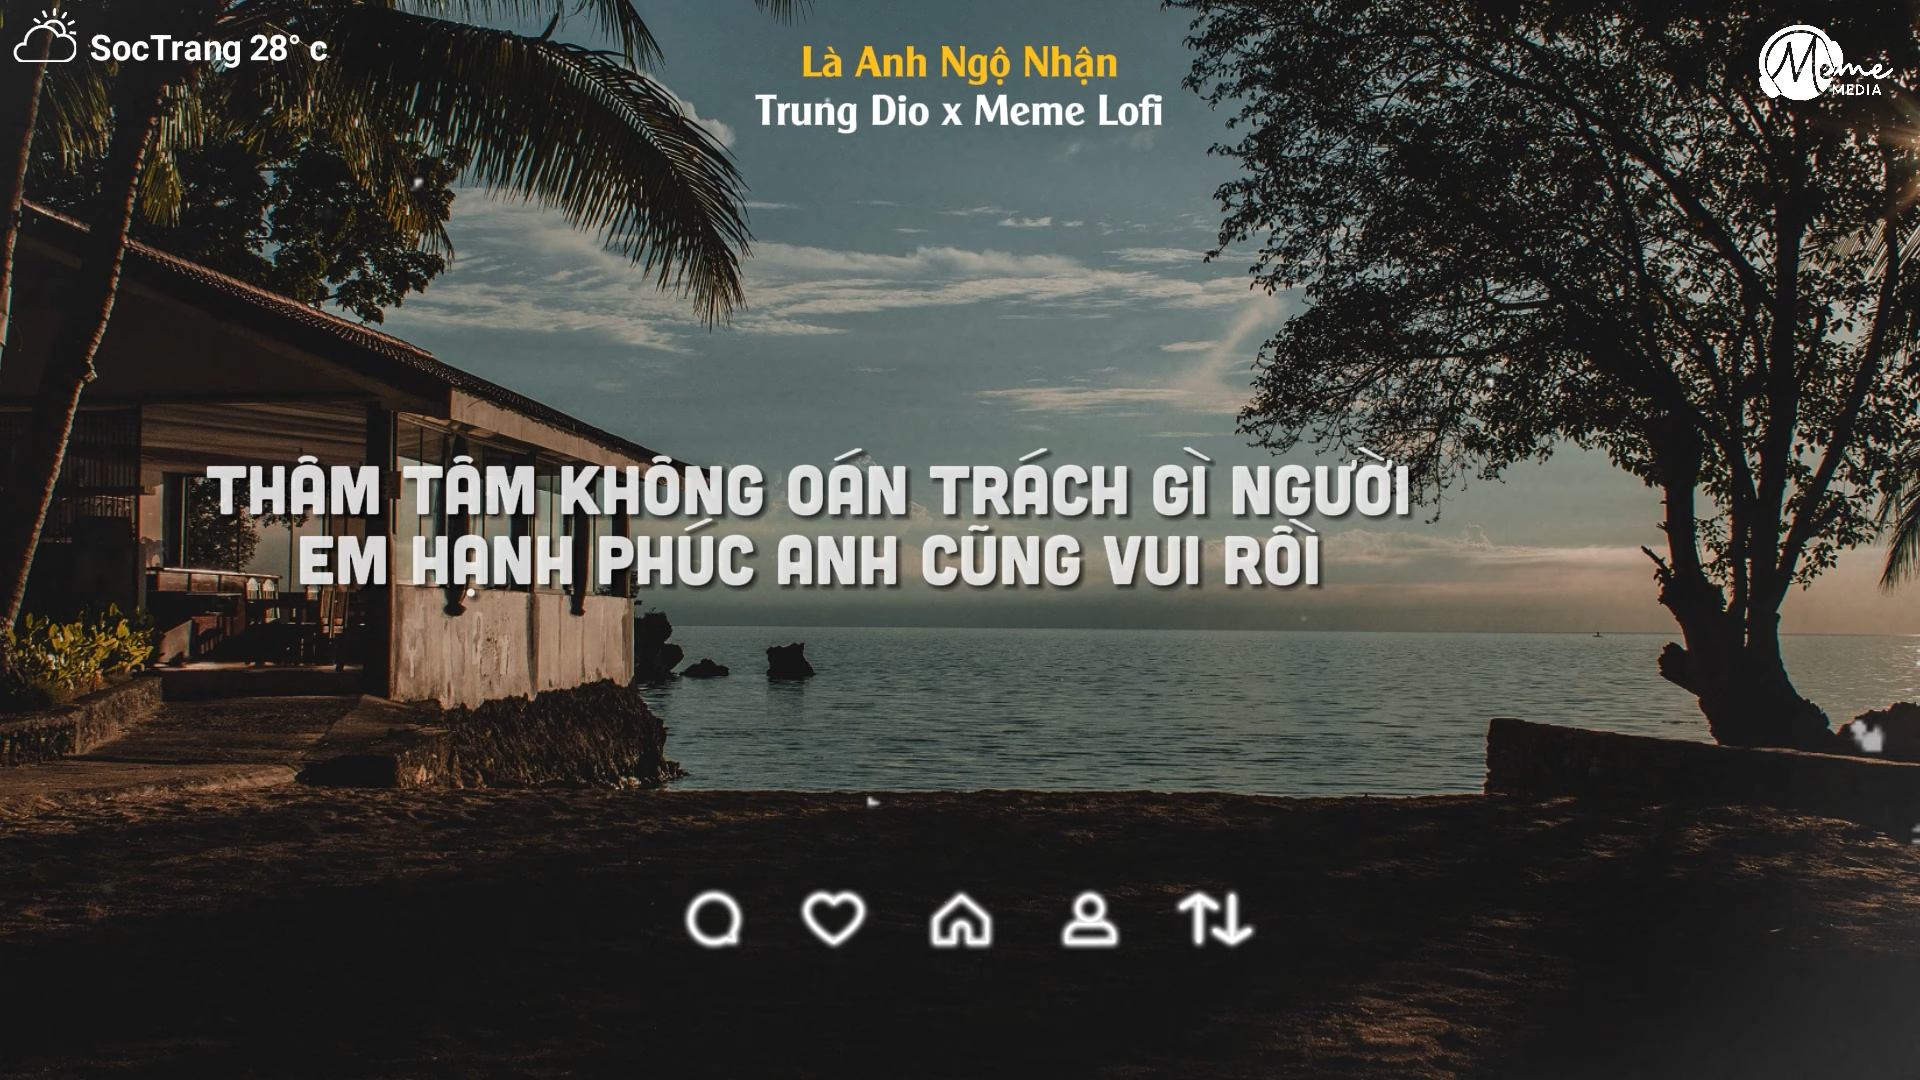 SocTrang 28° c
Là Anh Ngộ Nhận
Trung Dio x Meme Lofi
Meme
MEDIA
THÂM TÂM KHÔNG OÁN TRÁCH GÌ NGƯỜI
EM HẠNH PHÚC ANH CŨNG VUI RỒI